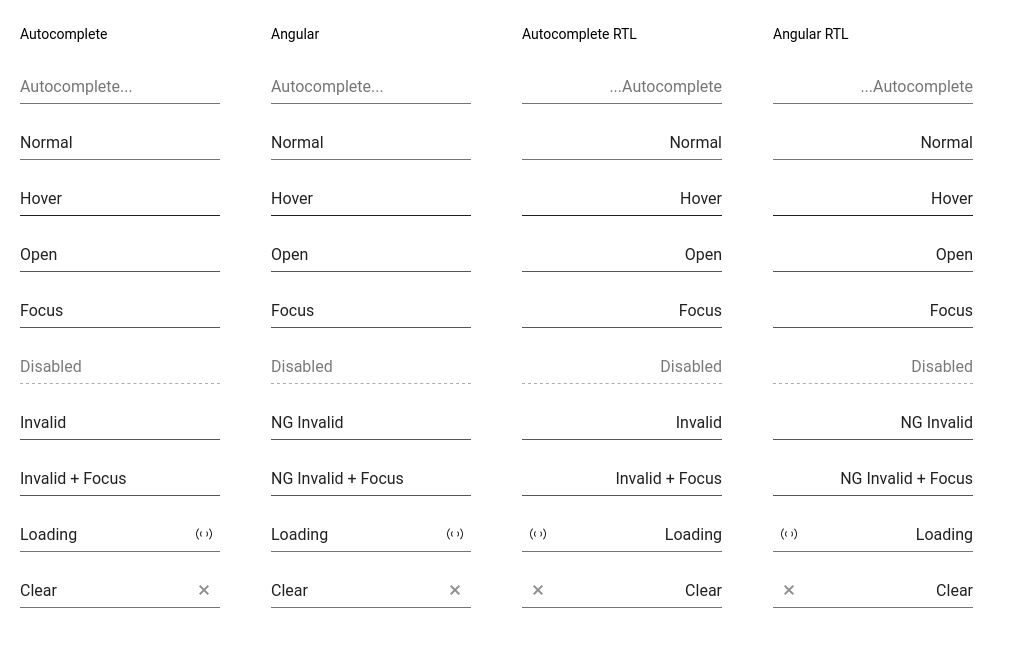 Autocomplete Angular Autocomplete RTL Angular RTL
Autocomplete... Autocomplete... ...Autocomplete ...Autocomplete
Normal Normal Normal Normal
Hover Hover Hover Hover
Open Open Open Open
Focus Focus Focus Focus
Disabled Disabled Disabled Disabled
Invalid NG Invalid Invalid NG Invalid
Invalid + Focus NG Invalid + Focus Invalid + Focus NG Invalid + Focus
Loading Loading Loading Loading
Clear Clear Clear Clear